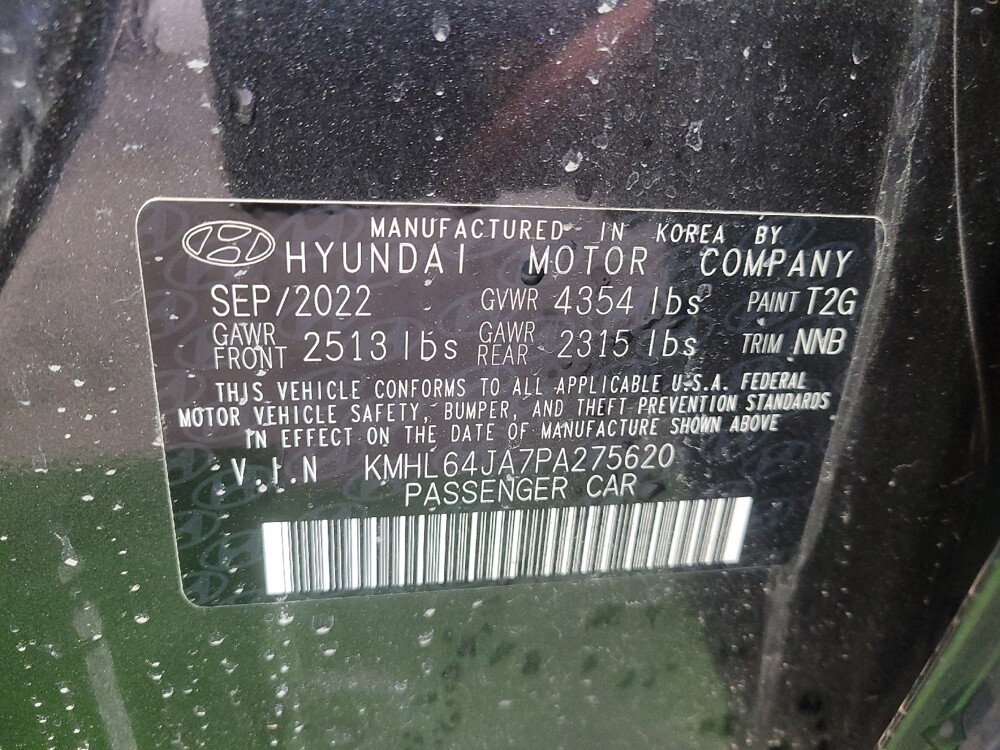 MANUFACTURED IN KOREA BY
HYUNDAI MOTOR COMPANY
SEP/2022 GVWR 4354 lbs PAINT T2G
GAWR FRONT 2513 lbs GAWR REAR 2315 lbs TRIM NNB
THIS VEHICLE CONFORMS TO ALL APPLICABLE U.S.A. FEDERAL
MOTOR VEHICLE SAFETY, BUMPER, AND THEFT PREVENTION STANDARDS
IN EFFECT ON THE DATE OF MANUFACTURE SHOWN ABOVE
V.I.N KMHL64JA7PA275620
PASSENGER CAR